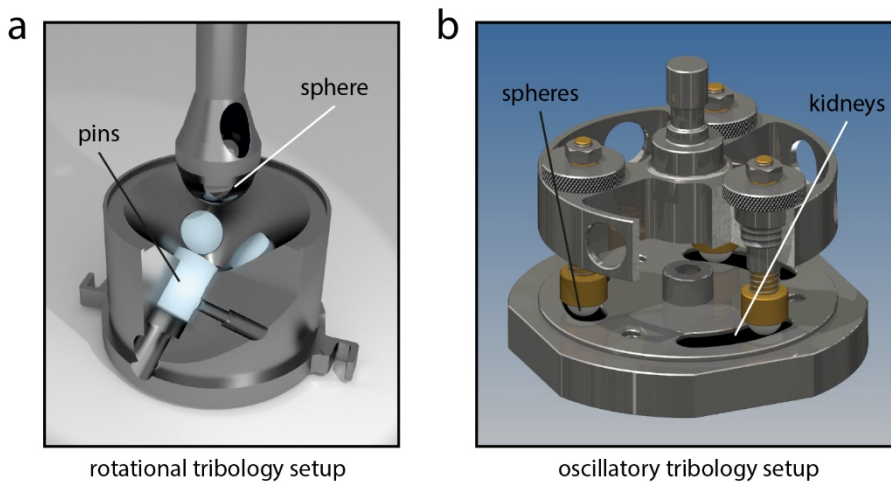 a
sphere
pins
rotational tribology setup
b
spheres
kidneys
oscillatory tribology setup